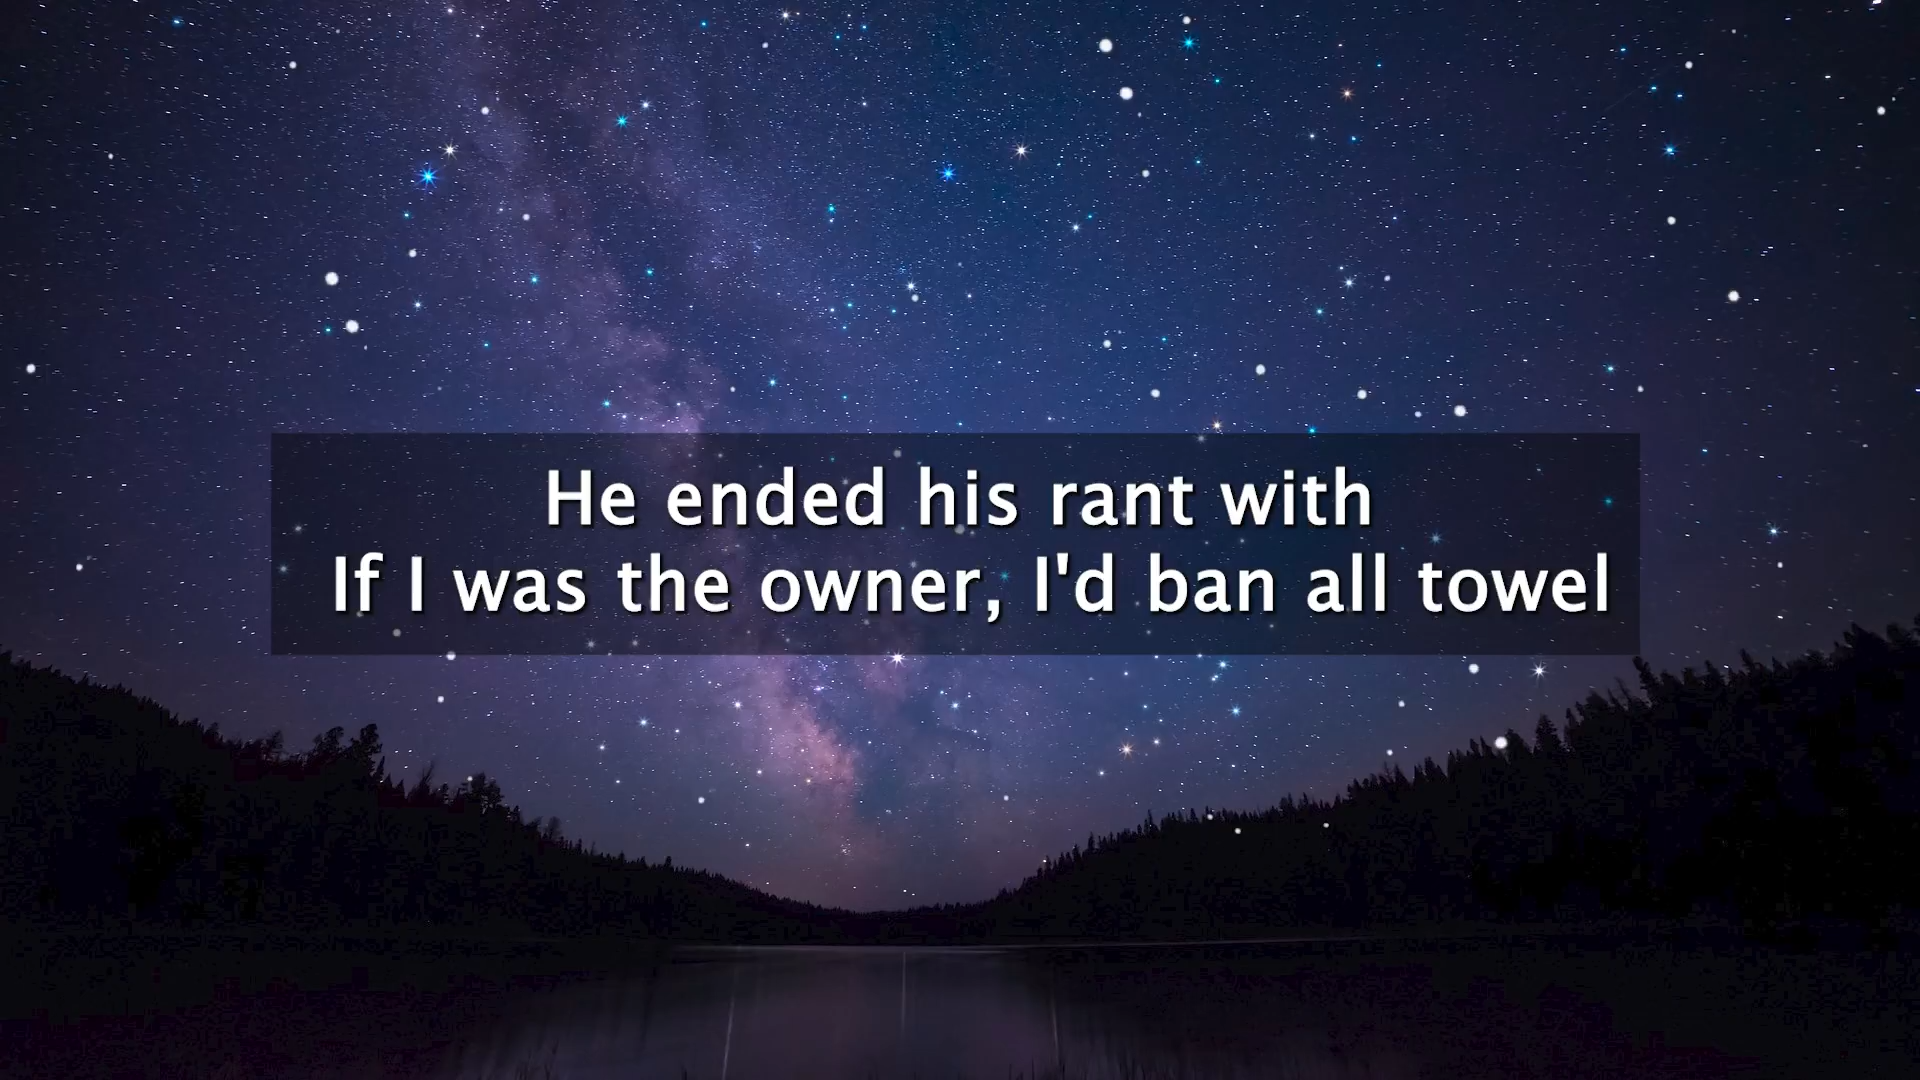 He ended his rant with
If I was the owner, I'd ban all towel